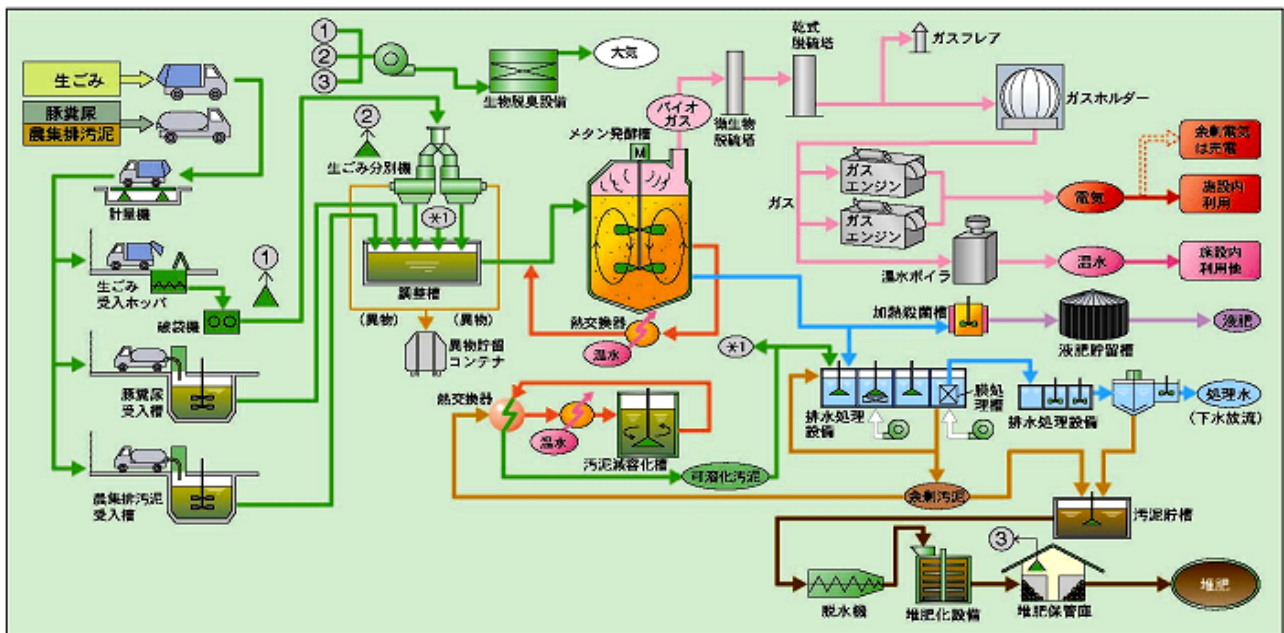 生ごみ
豚糞尿
農集排汚泥
計量機
生ごみ
受入ホッパ
破袋機
豚糞尿
受入槽
農集排汚泥
受入槽
①
②
③
生物脱臭設備
大気
②
①
生ごみ分別機
*1
調整槽
(異物)
(異物)
異物貯留
コンテナ
メタン発酵槽
M
バイオ
ガス
微生物
脱硫塔
乾式
脱硫塔
ガスフレア
ガスホルダー
ガス
ガス
エンジン
ガス
エンジン
電気
余剰電気
は売電
施設内
利用
温水ボイラ
温水
施設内
利用他
熱交換器
温水
加熱殺菌槽
液肥貯留槽
液肥
*1
熱交換器
温水
汚泥減容化槽
可溶化汚泥
排水処理
設備
膜処
理槽
排水処理設備
処理水
(下水放流)
余剰汚泥
汚泥貯槽
脱水機
堆肥化設備
③
堆肥保管庫
堆肥